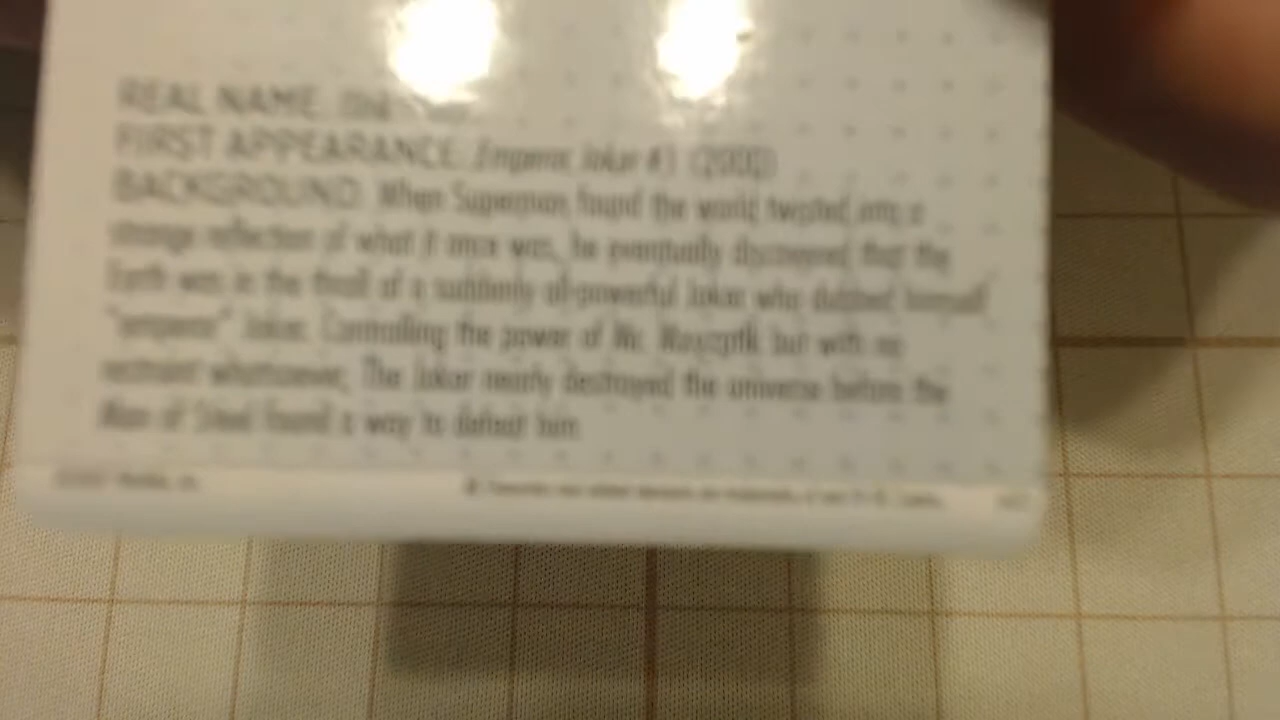 REAL NAME:
FIRST APPEARANCE: Emperor Joker #1 (2000)
BACKGROUND: When Superman found the world twisted into a
strange reflection of what it once was, he eventually discovered that the
Earth was in the thrall of a suddenly all-powerful Joker who dubbed himself
"emperor" Joker. Controlling the power of Mr. Mxyzptlk but with no
restraint whatsoever, The Joker nearly destroyed the universe before the
Man of Steel found a way to defeat him.